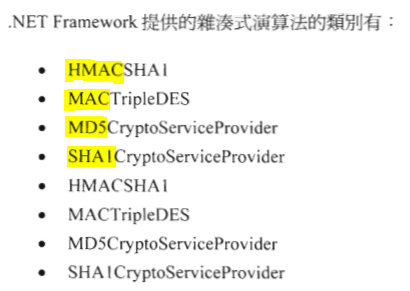 .NET Framework 提供的雜湊式演算法的類別有：
• HMACSHA1
• MACTripleDES
• MD5CryptoServiceProvider
• SHA1CryptoServiceProvider
• HMACSHA1
• MACTripleDES
• MD5CryptoServiceProvider
• SHA1CryptoServiceProvider